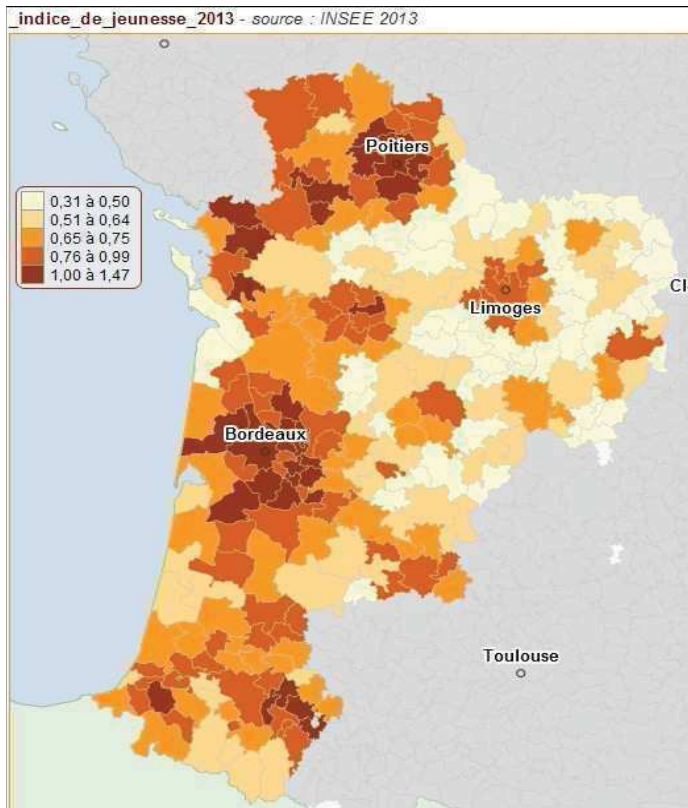 _indice_de_jeunesse_2013 - source : INSEE 2013
Poitiers
0,31 à 0,50
0,51 à 0,64
0,65 à 0,75
0,76 à 0,99
1,00 à 1,47
Cl
Limoges
Bordeaux
Toulouse